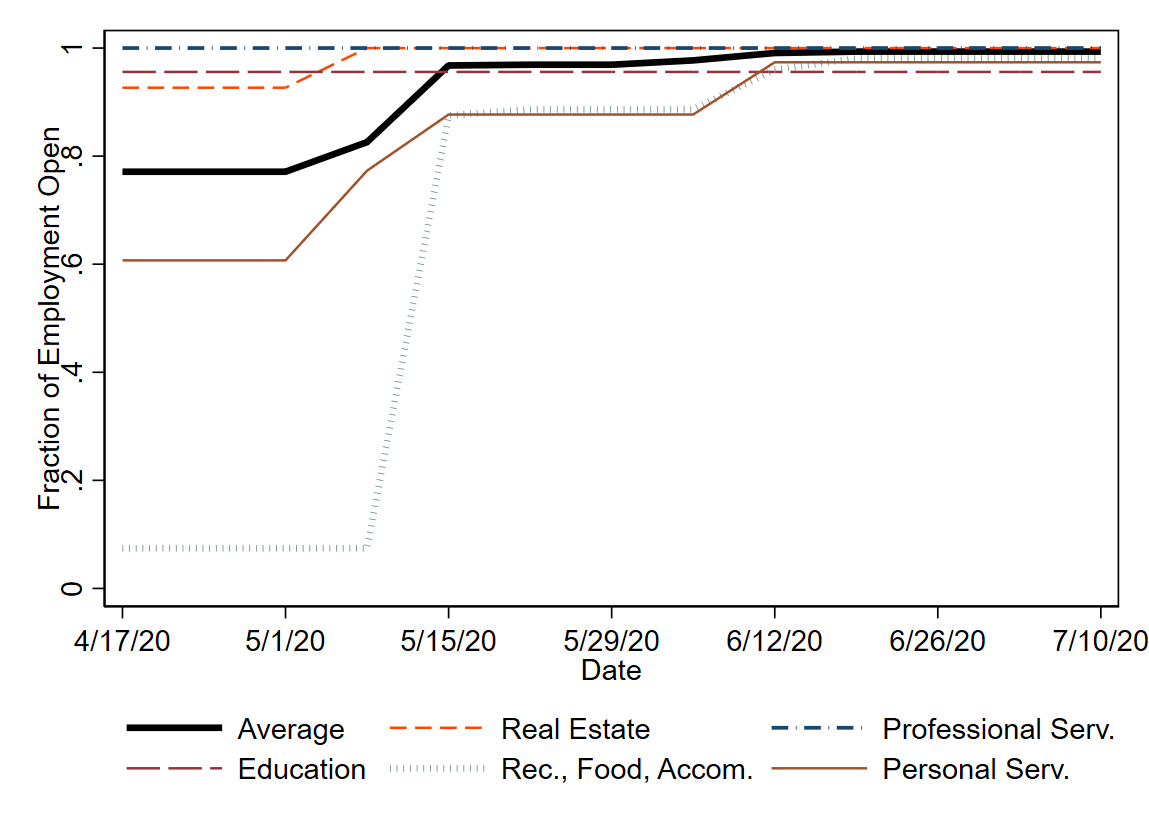 Fraction of Employment Open
1
.8
.6
.4
.2
0
4/17/20 5/1/20 5/15/20 5/29/20 6/12/20 6/26/20 7/10/20
Date
Average Real Estate Professional Serv.
Education Rec., Food, Accom. Personal Serv.